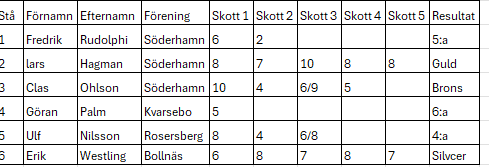 Stå Förnamn Efternamn Förening Skott 1 Skott 2 Skott 3 Skott 4 Skott 5 Resultat
1 Fredrik Rudolphi Söderhamn 6 2 5:a
2 lars Hagman Söderhamn 8 7 10 8 8 Guld
3 Clas Ohlson Söderhamn 10 4 6/9 5 Brons
4 Göran Palm Kvarsebo 5 6:a
5 Ulf Nilsson Rosersberg 8 4 6/8 4:a
6 Erik Westling Bollnäs 6 8 7 8 7 Silvcer